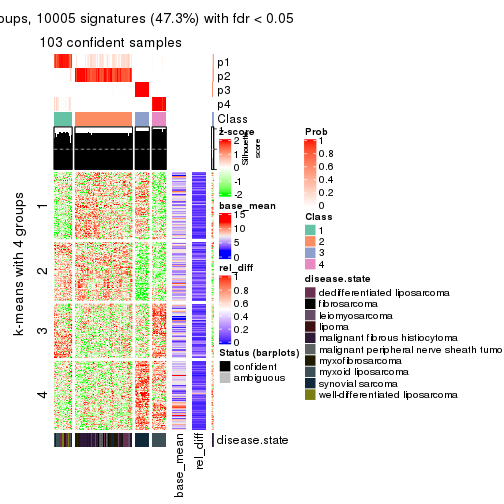 oups, 10005 signatures (47.3%) with fdr < 0.05
103 confident samples
p1
p2
p3
p4
Class
Silhouette score
1
2
3
4
k-means with 4 groups
disease.state
base_mean
rel_diff
z-score
2
1
0
-1
-2
base_mean
15
10
5
0
rel_diff
1
0.8
0.6
0.4
0.2
0
Status (barplots)
confident
ambiguous
Prob
1
0.8
0.6
0.4
0.2
0
Class
1
2
3
4
disease.state
dedifferentiated liposarcoma
fibrosarcoma
leiomyosarcoma
lipoma
malignant fibrous histiocytoma
malignant peripheral nerve sheath tumo
myxofibrosarcoma
myxoid liposarcoma
synovial sarcoma
well-differentiated liposarcoma